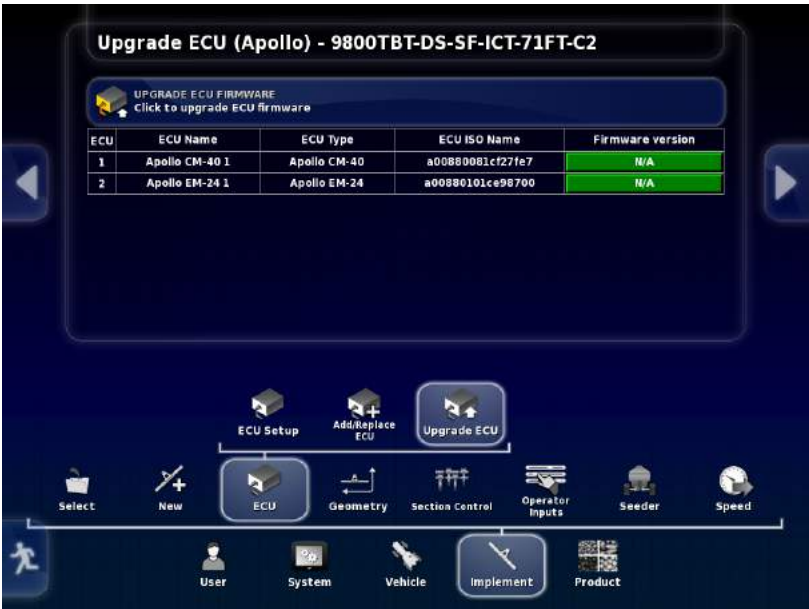 Upgrade ECU (Apollo) - 9800TBT-DS-SF-ICT-71FT-C2
UPGRADE ECU FIRMWARE
Click to upgrade ECU firmware
ECU ECU Name ECU Type ECU ISO Name Firmware version
1 Apollo CM-40 1 Apollo CM-40 a00880081cf27fe7 N/A
2 Apollo EM-24 1 Apollo EM-24 a00880101ce98700 N/A
ECU Setup Add/Replace ECU Upgrade ECU
Select New ECU Geometry Section Control Operator Inputs Seeder Speed
User System Vehicle Implement Product